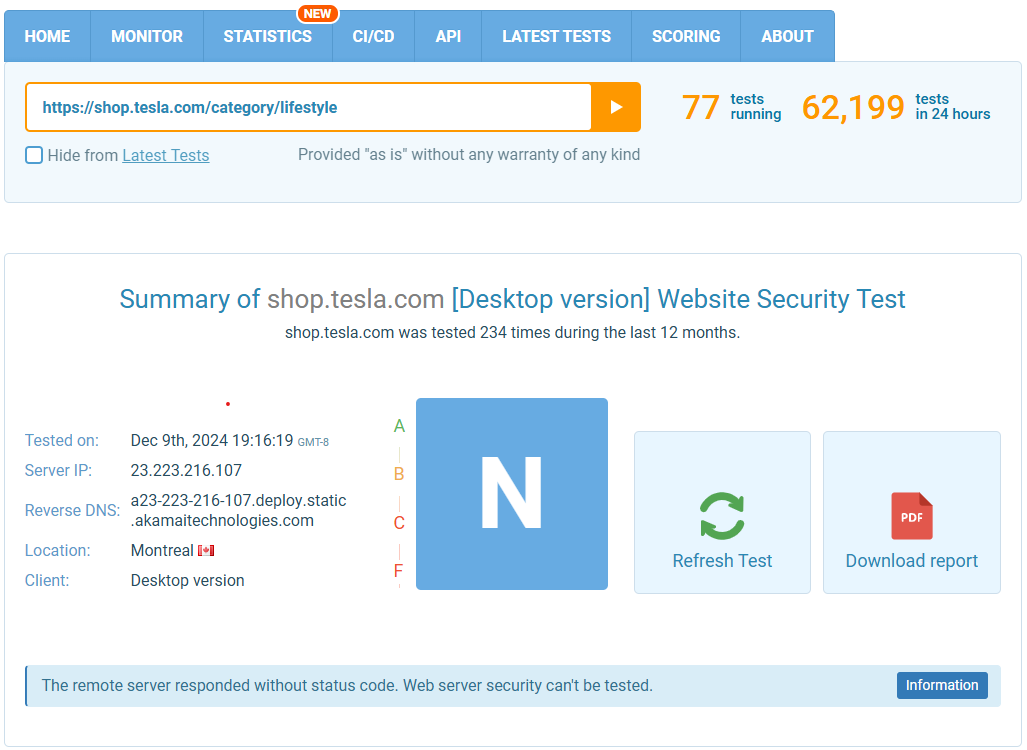 NEW
HOME MONITOR STATISTICS CI/CD API LATEST TESTS SCORING ABOUT
https://shop.tesla.com/category/lifestyle
77 tests running 62,199 tests in 24 hours
Hide from Latest Tests Provided "as is" without any warranty of any kind
Summary of shop.tesla.com [Desktop version] Website Security Test
shop.tesla.com was tested 234 times during the last 12 months.
Tested on: Dec 9th, 2024 19:16:19 GMT-8
Server IP: 23.223.216.107
Reverse DNS: a23-223-216-107.deploy.static
.akamaitechnologies.com
Location: Montreal
Client: Desktop version
A
B
C
F
N
Refresh Test
PDF
Download report
The remote server responded without status code. Web server security can't be tested. Information